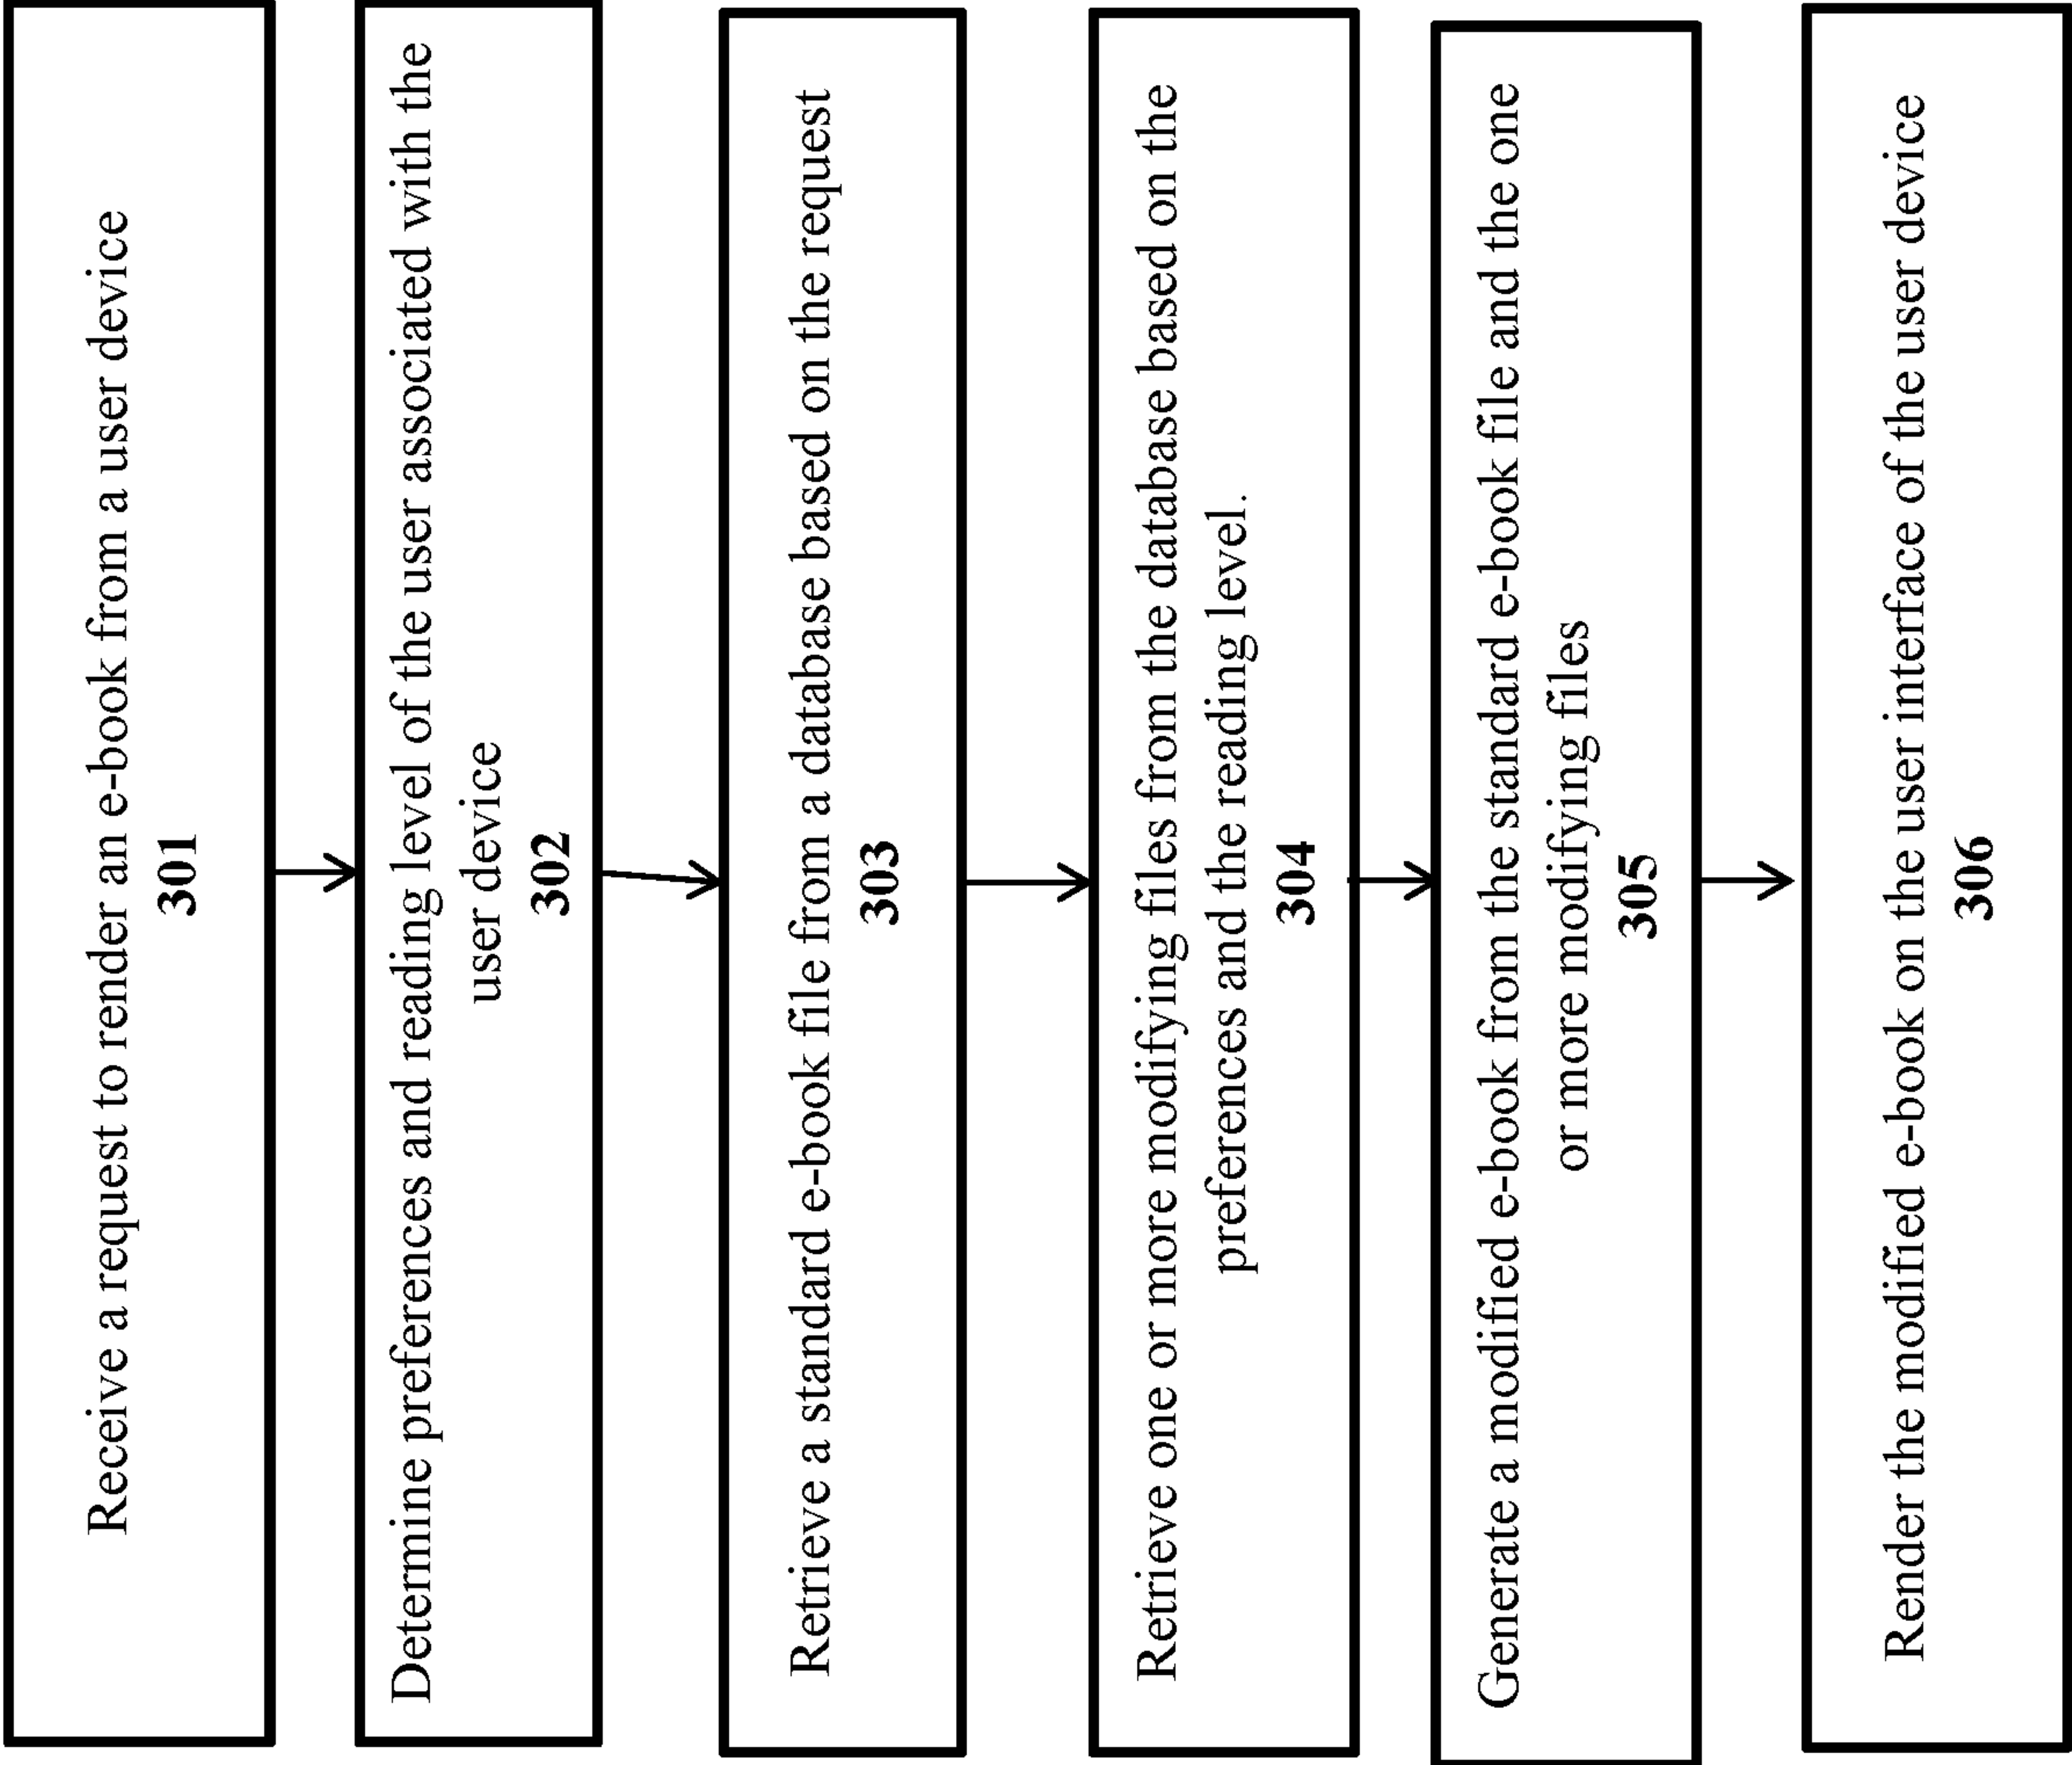 Receive a request to render an e-book from a user device
301
Determine preferences and reading level of the user associated with the
user device
302
Retrieve a standard e-book file from a database based on the request
303
Retrieve one or more modifying files from the database based on the
preferences and the reading level.
304
Generate a modified e-book from the standard e-book file and the one
or more modifying files
305
Render the modified e-book on the user interface of the user device
306